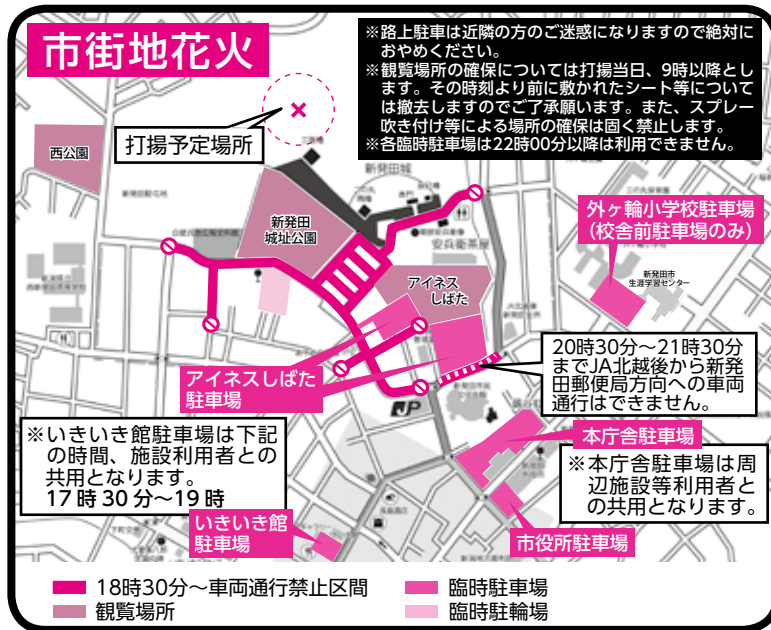 市街地花火
※路上駐車は近隣の方のご迷惑になりますので絶対に
おやめください。
※観覧場所の確保については打揚当日、9時以降とし
ます。その時刻より前に敷かれたシート等について
は撤去しますのでご了承願います。また、スプレー
吹き付け等による場所の確保は固く禁止します。
※各臨時駐車場は22時00分以降は利用できません。
打揚予定場所
西公園
新発田城
新発田
城址公園
安兵衛茶屋
アイネス
しばた
外ヶ輪小学校駐車場
(校舎前駐車場のみ)
新発田市
生涯学習センター
20時30分~21時30分
までJA北越後から新発
田郵便局方向への車両
通行はできません。
アイネスしばた
駐車場
※いきいき館駐車場は下記
の時間、施設利用者との
共用となります。
17時30分~19時
本庁舎駐車場
※本庁舎駐車場は周
辺施設等利用者と
の共用となります。
いきいき館
駐車場
市役所駐車場
18時30分~車両通行禁止区間
観覧場所
臨時駐車場
臨時駐輪場